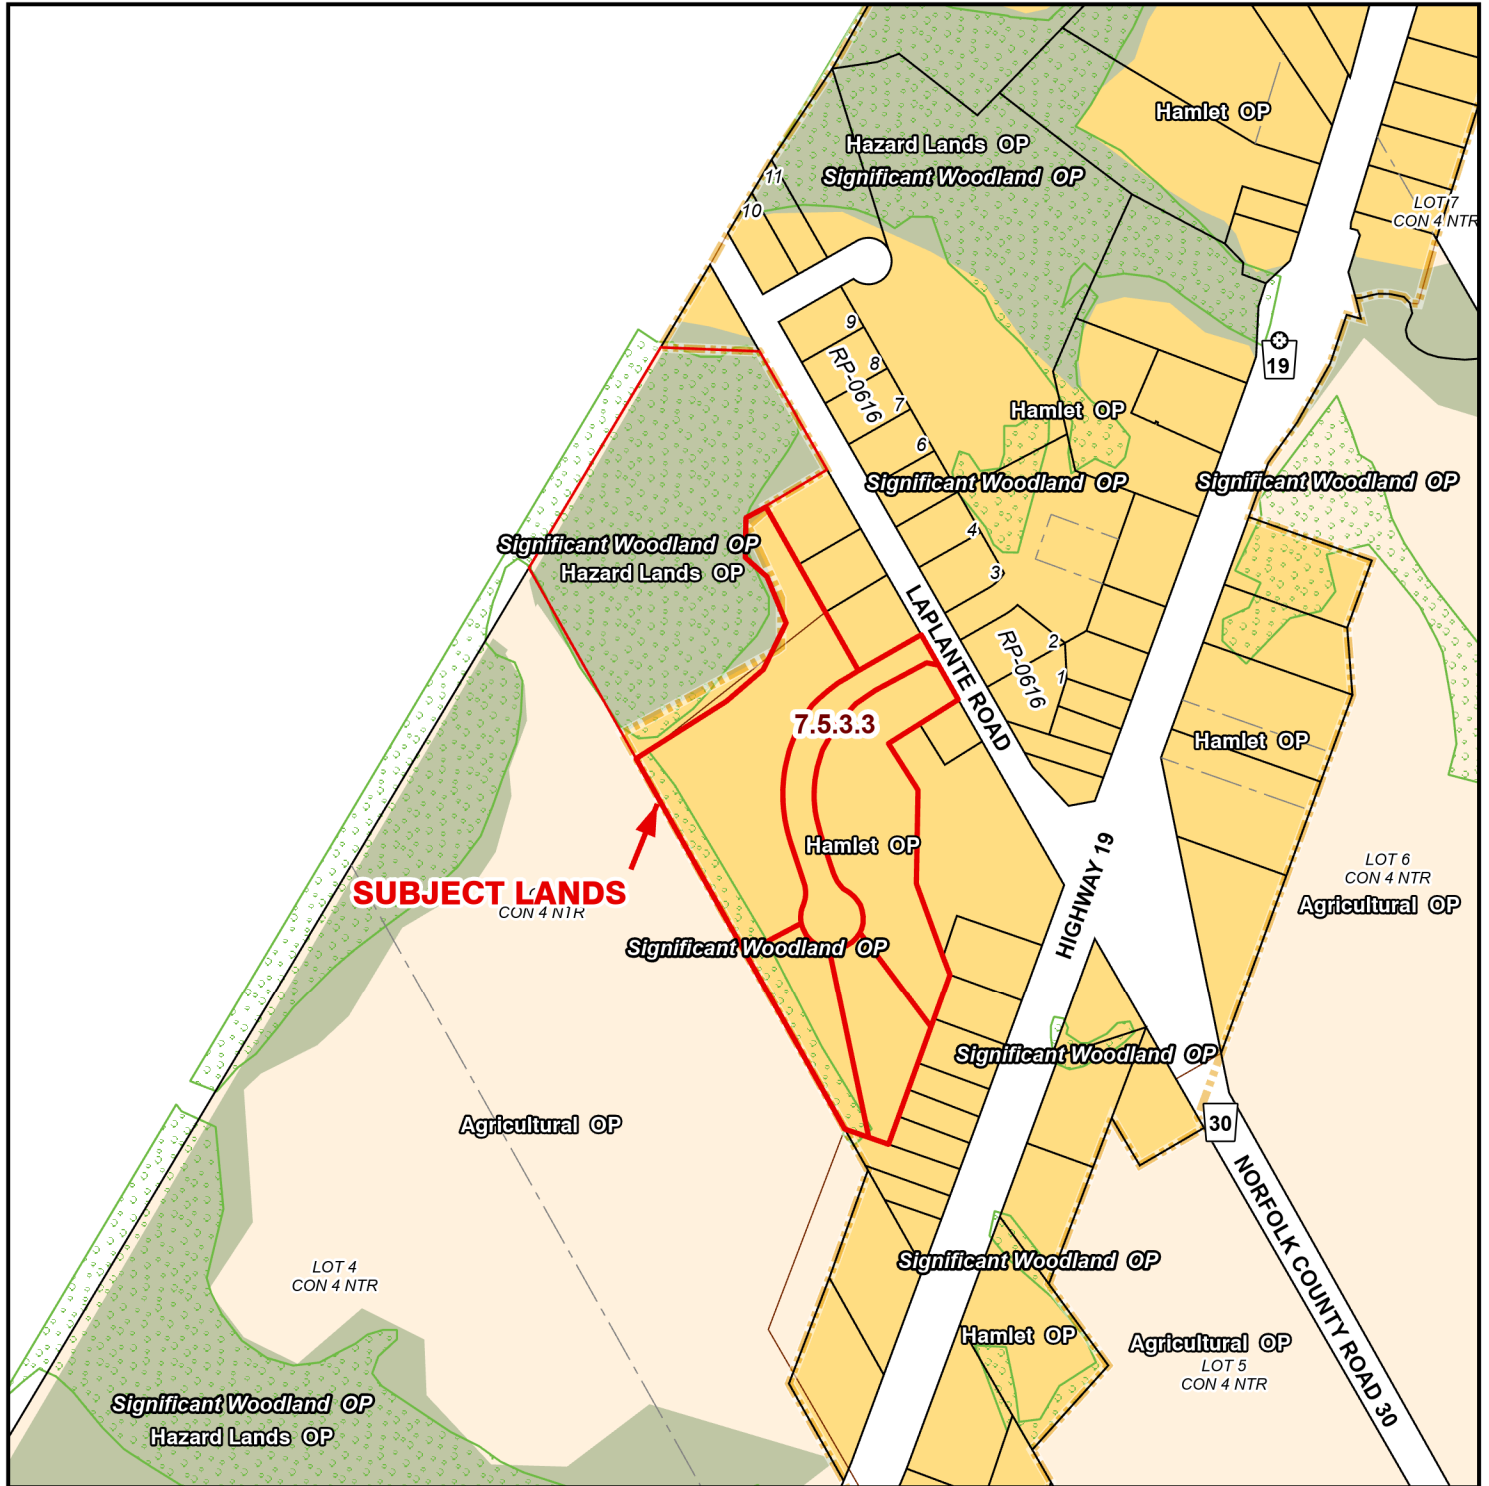 Hamlet OP
Hazard Lands OP
Significant Woodland OP
11
10
LOT 7
CON 4 NTR
9
8
7
6
RP-0616
19
Hamlet OP
Significant Woodland OP
Significant Woodland OP
4
3
Significant Woodland OP
Hazard Lands OP
LAPLANTE ROAD
2
1
RP-0616
7.5.3.3
Hamlet OP
Hamlet OP
HIGHWAY 19
LOT 6
CON 4 NTR
Agricultural OP
SUBJECT LANDS
CON 4 NTR
Significant Woodland OP
Significant Woodland OP
30
Agricultural OP
NORFOLK COUNTY ROAD 30
LOT 4
CON 4 NTR
Significant Woodland OP
Hamlet OP
Agricultural OP
LOT 5
CON 4 NTR
Significant Woodland OP
Hazard Lands OP